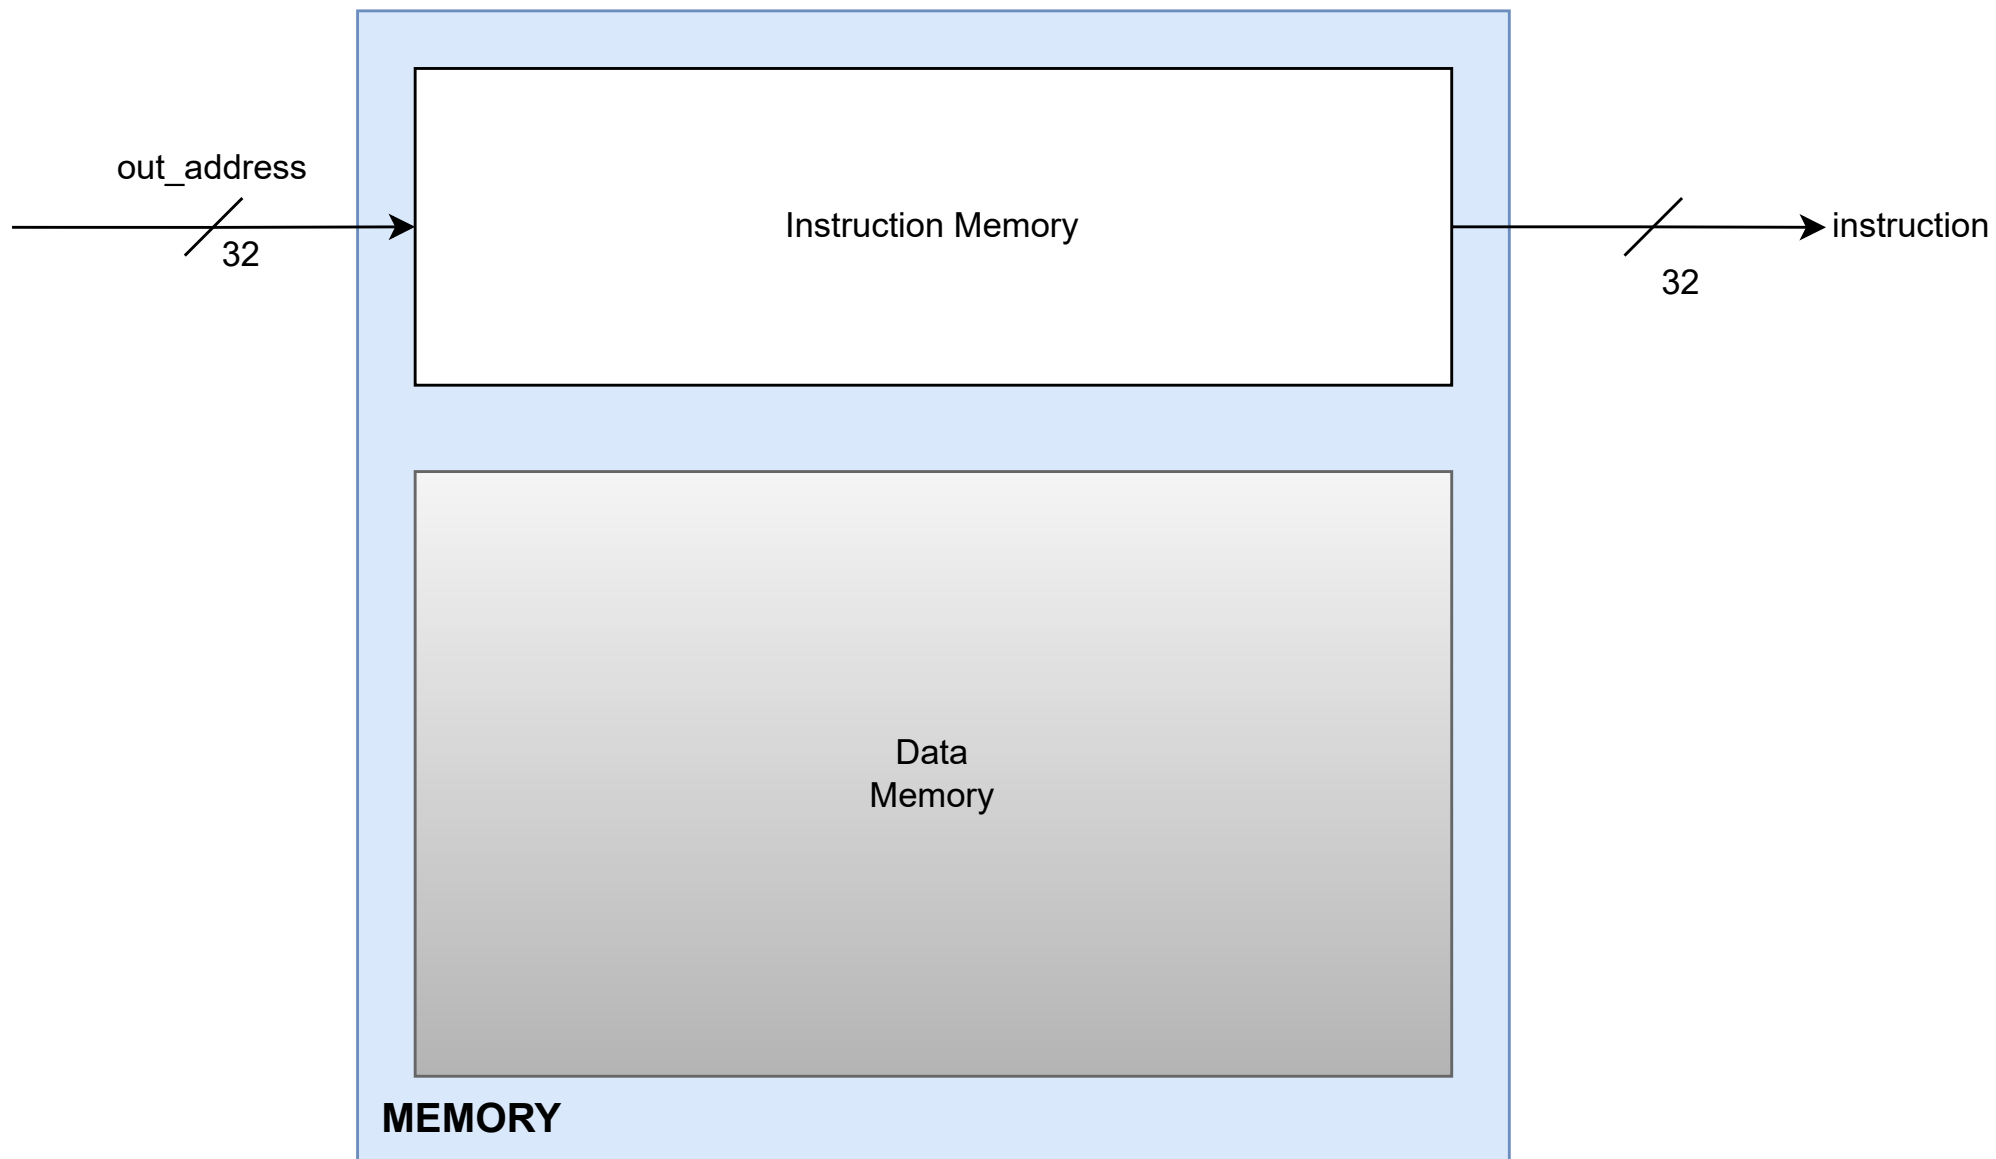 out_address
32
Instruction Memory
instruction
32
Data
Memory
MEMORY